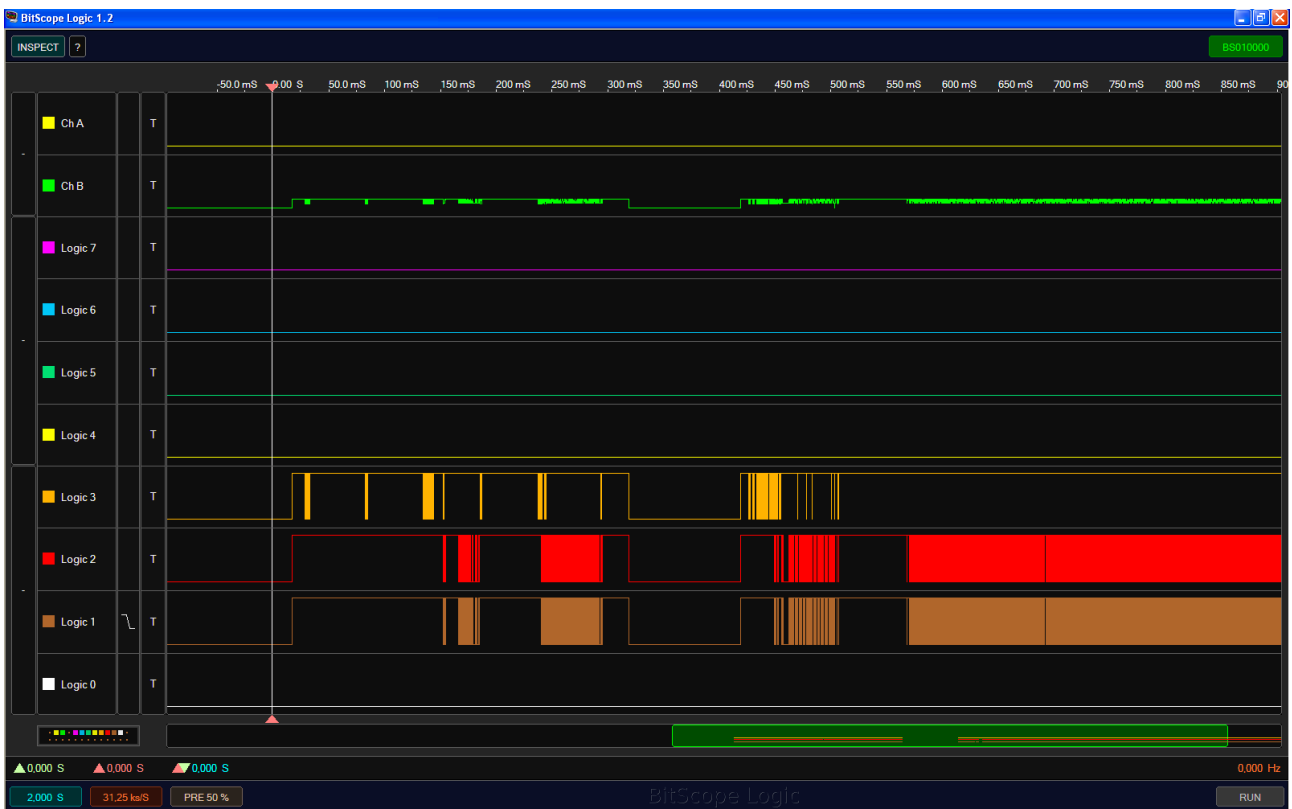 BitScope Logic 1.2
INSPECT ? BS010000
-50.0 mS 0.00 S 50.0 mS 100 mS 150 mS 200 mS 250 mS 300 mS 350 mS 400 mS 450 mS 500 mS 550 mS 600 mS 650 mS 700 mS 750 mS 800 mS 850 mS 90
Ch A T
Ch B T
Logic 7 T
Logic 6 T
Logic 5 T
Logic 4 T
Logic 3 T
Logic 2 T
Logic 1 T
Logic 0 T
0,000 S 0,000 S 0,000 S 0,000 Hz
2,000 S 31,25 ks/S PRE 50 % BitScope Logic RUN